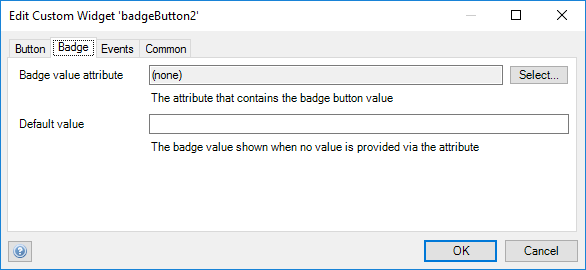 Edit Custom Widget 'badgeButton2'
Button Badge Events Common
Badge value attribute (none) Select...
The attribute that contains the badge button value
Default value
The badge value shown when no value is provided via the attribute
? OK Cancel